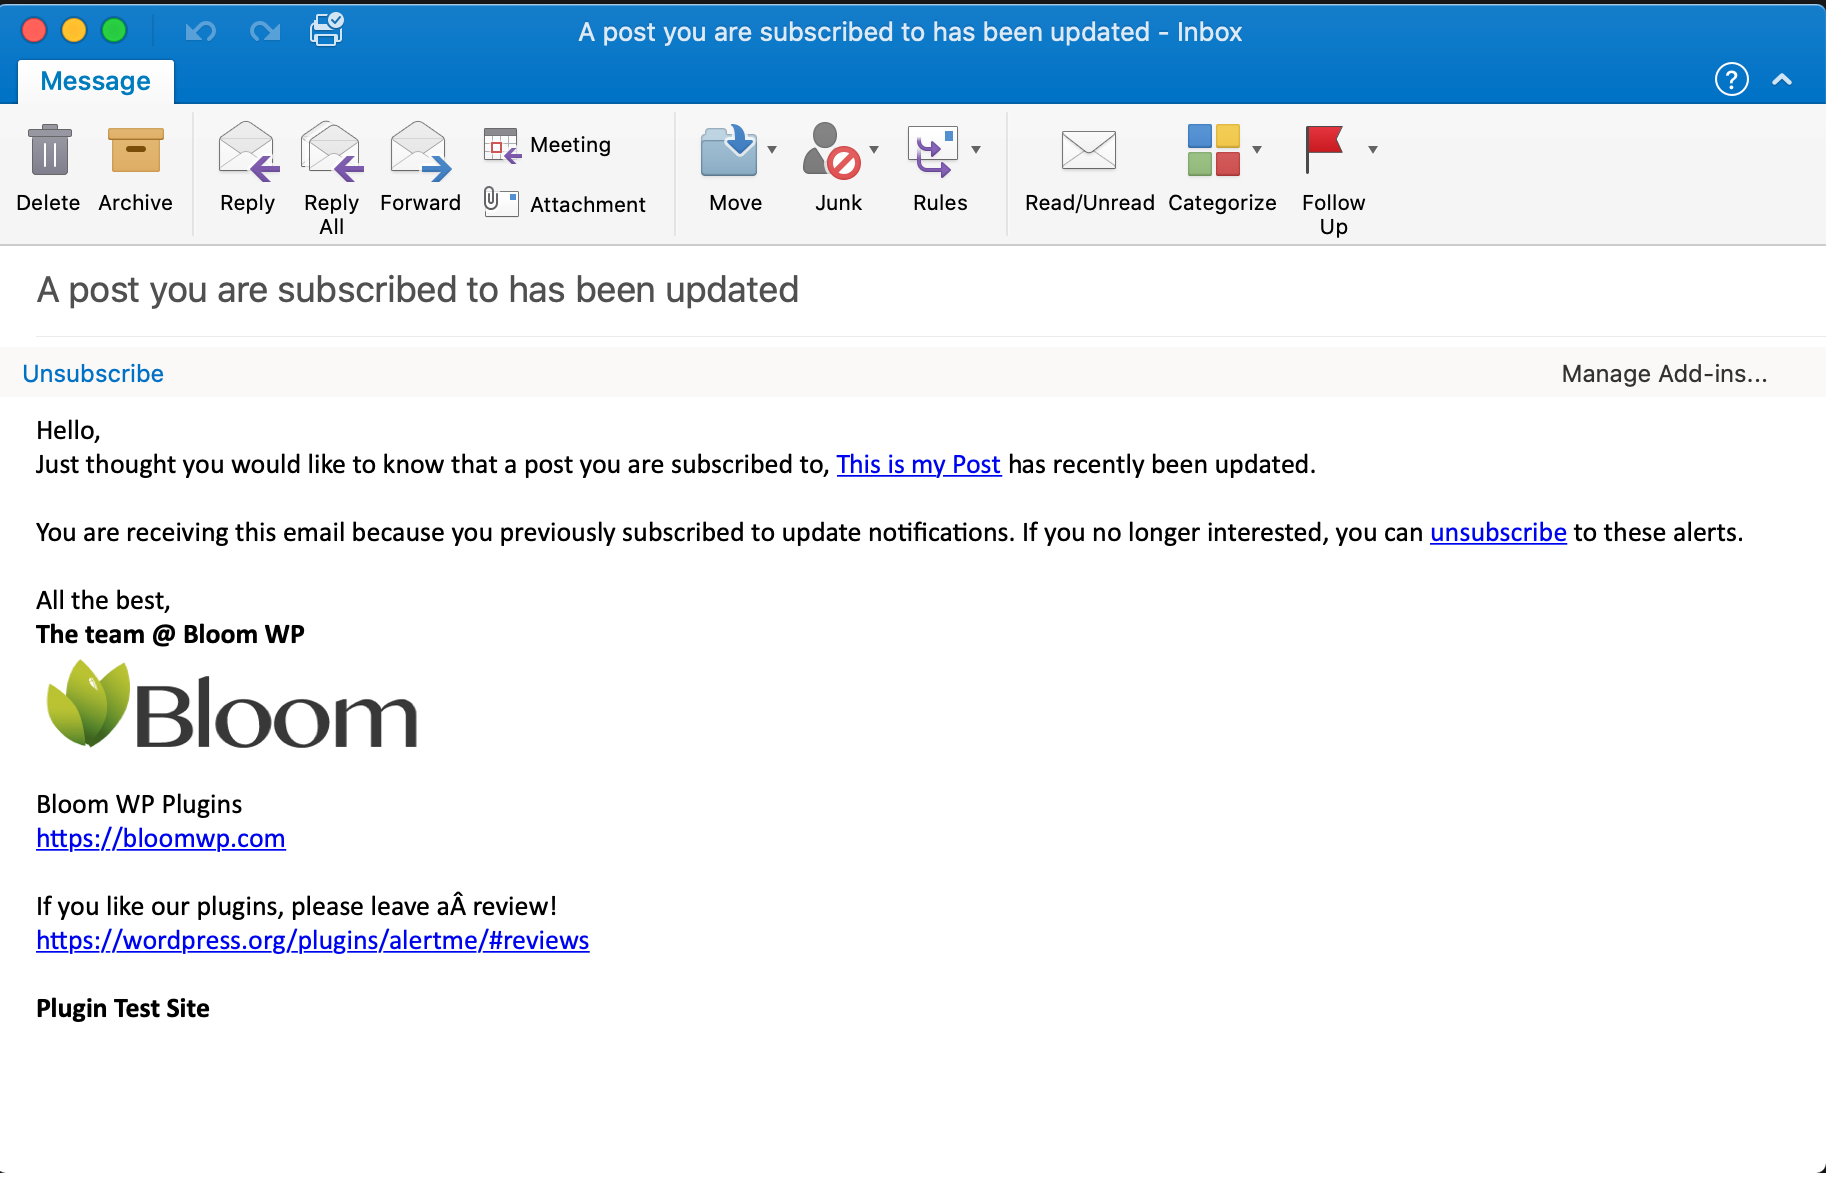 A post you are subscribed to has been updated - Inbox
Message
?
Delete
Archive
Reply
Reply All
Forward
Meeting
Attachment
Move
Junk
Rules
Read/Unread
Categorize
Follow Up
A post you are subscribed to has been updated
Unsubscribe
Manage Add-ins...
Hello,
Just thought you would like to know that a post you are subscribed to, This is my Post has recently been updated.
You are receiving this email because you previously subscribed to update notifications. If you no longer interested, you can unsubscribe to these alerts.
All the best,
The team @ Bloom WP
Bloom
Bloom WP Plugins
https://bloomwp.com
If you like our plugins, please leave aÂ review!
https://wordpress.org/plugins/alertme/#reviews
Plugin Test Site